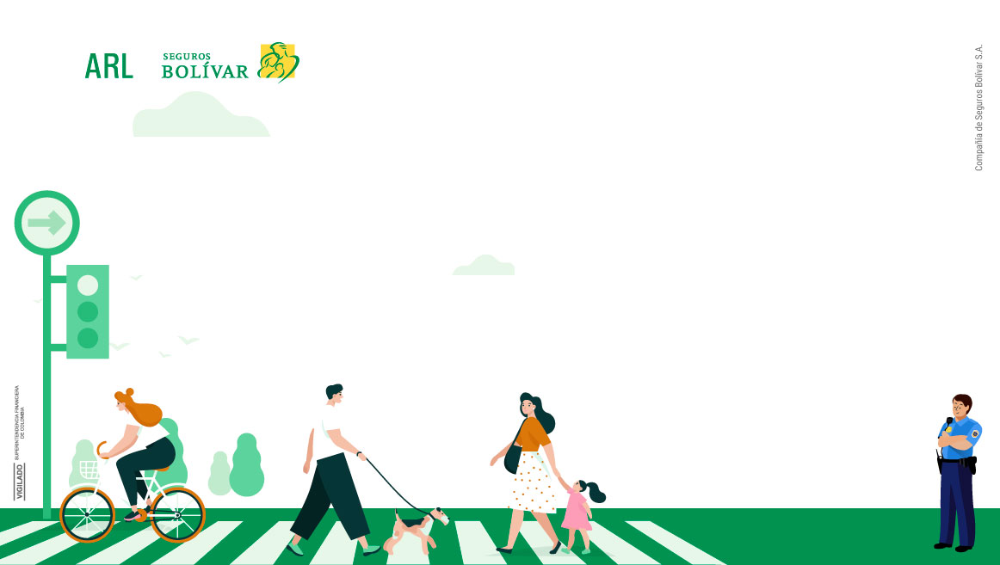 ARL
SEGUROS
BOLÍVAR
Compañía de Seguros Bolívar S.A.
VIGILADO
SUPERINTENDENCIA FINANCIERA
DE COLOMBIA